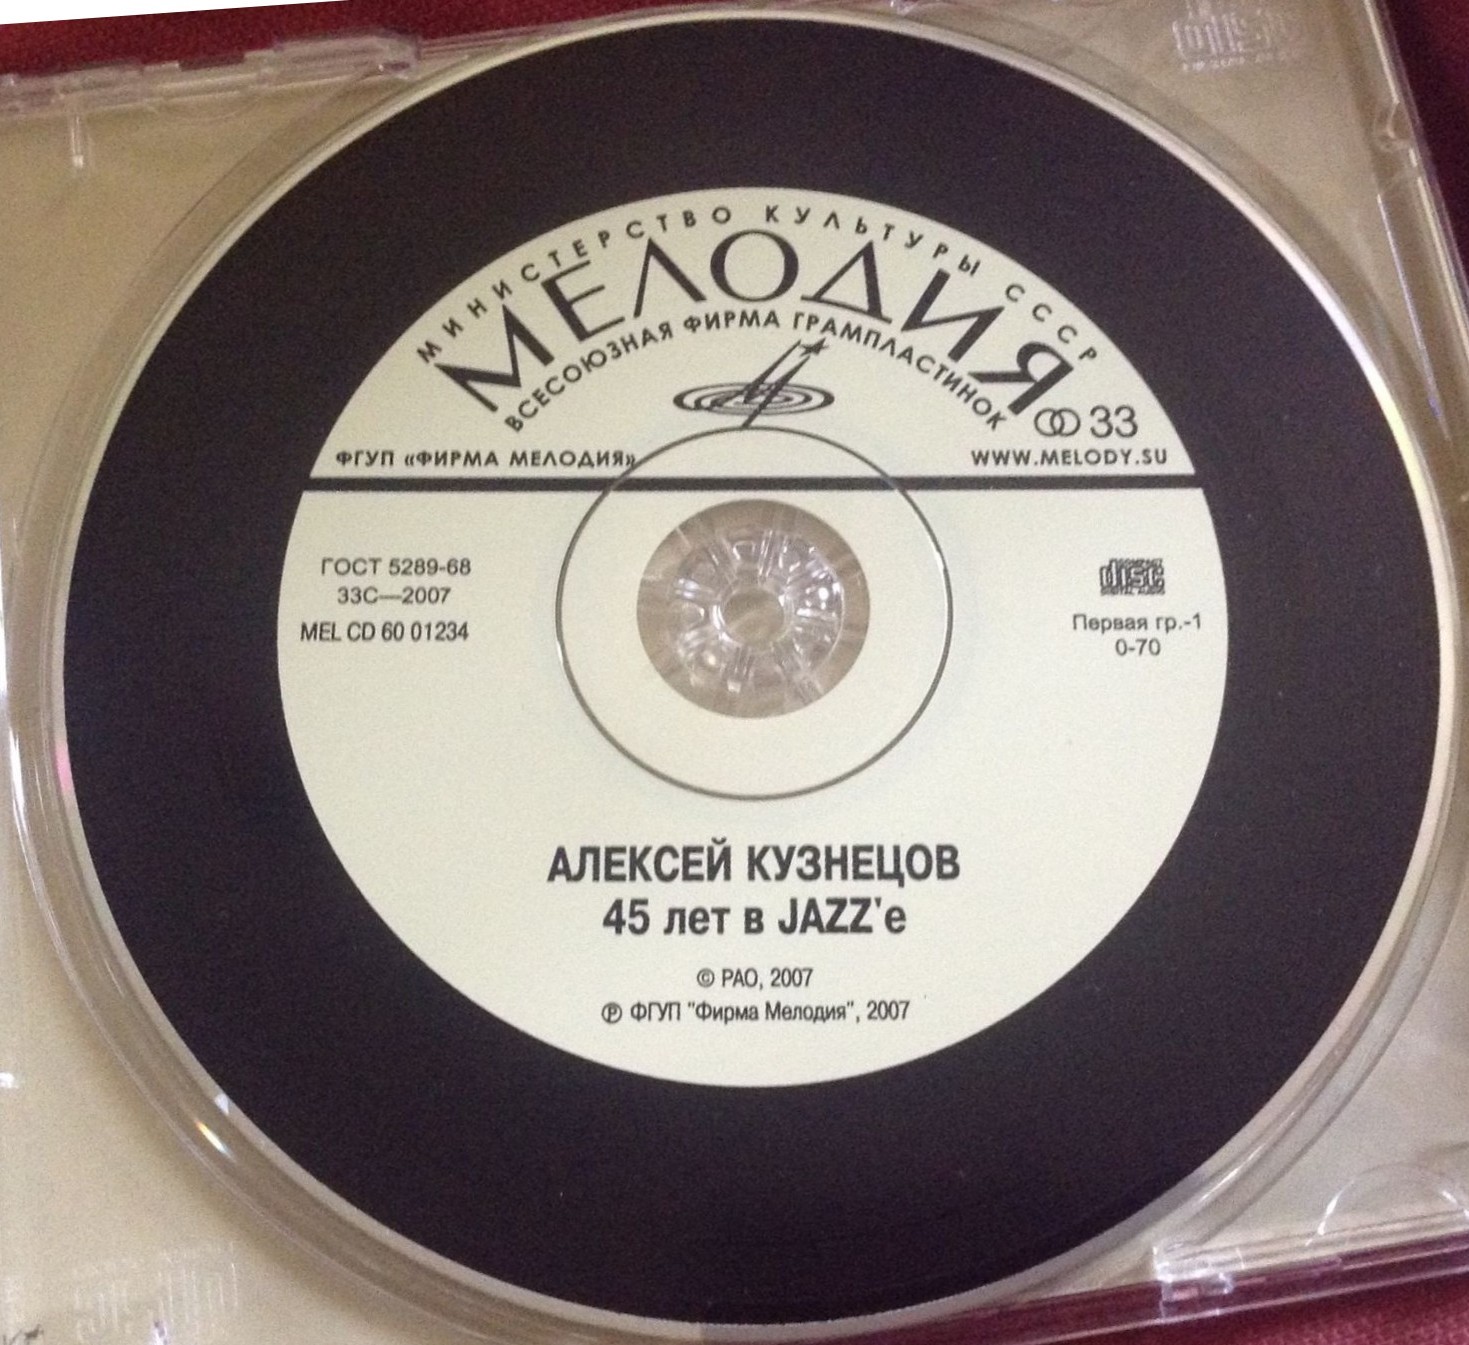 МИНИСТЕРСТВО КУЛЬТУРЫ СССР
МЕЛОДИЯ
ВСЕСОЮЗНАЯ ФИРМА ГРАМПЛАСТИНОК
33
ФГУП «ФИРМА МЕЛОДИЯ»
WWW.MELODY.SU
ГОСТ 5289-68
33С—2007
MEL CD 60 01234
disc
DIGITAL AUDIO
Первая гр.-1
0-70
АЛЕКСЕЙ КУЗНЕЦОВ
45 лет в JAZZ'е
© РАО, 2007
℗ ФГУП "Фирма Мелодия", 2007